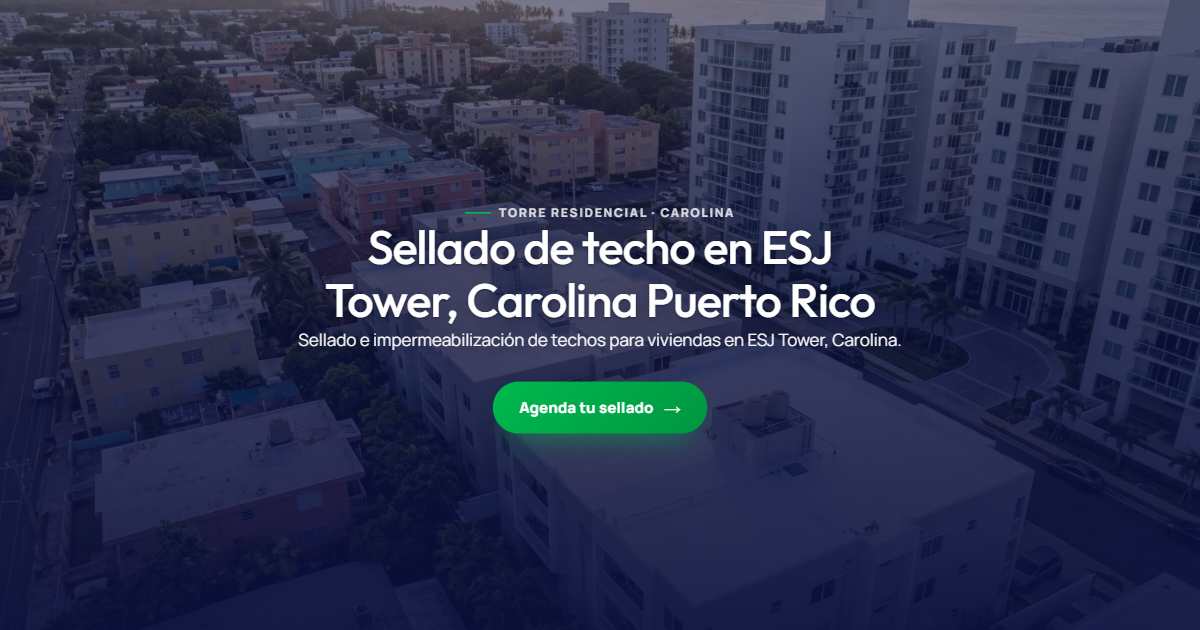 TORRE RESIDENCIAL · CAROLINA
Sellado de techo en ESJ
Tower, Carolina Puerto Rico
Sellado e impermeabilización de techos para viviendas en ESJ Tower, Carolina.
Agenda tu sellado →